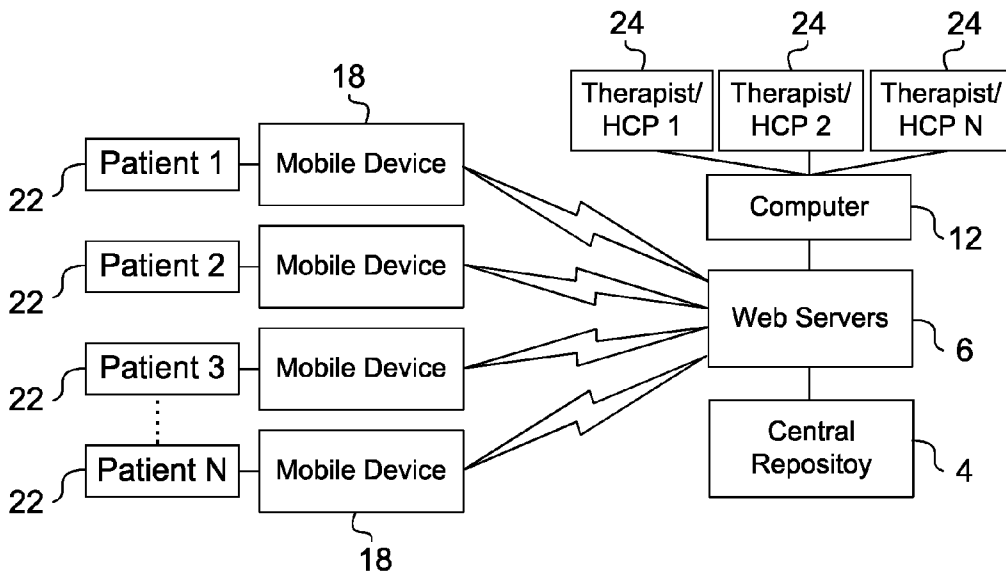 24
24
24
Therapist/
HCP 1
Therapist/
HCP 2
Therapist/
HCP N
18
Patient 1
Mobile Device
22
Computer
12
Patient 2
Mobile Device
22
Web Servers
6
Patient 3
Mobile Device
22
Central
Repositoy
4
Patient N
Mobile Device
22
18